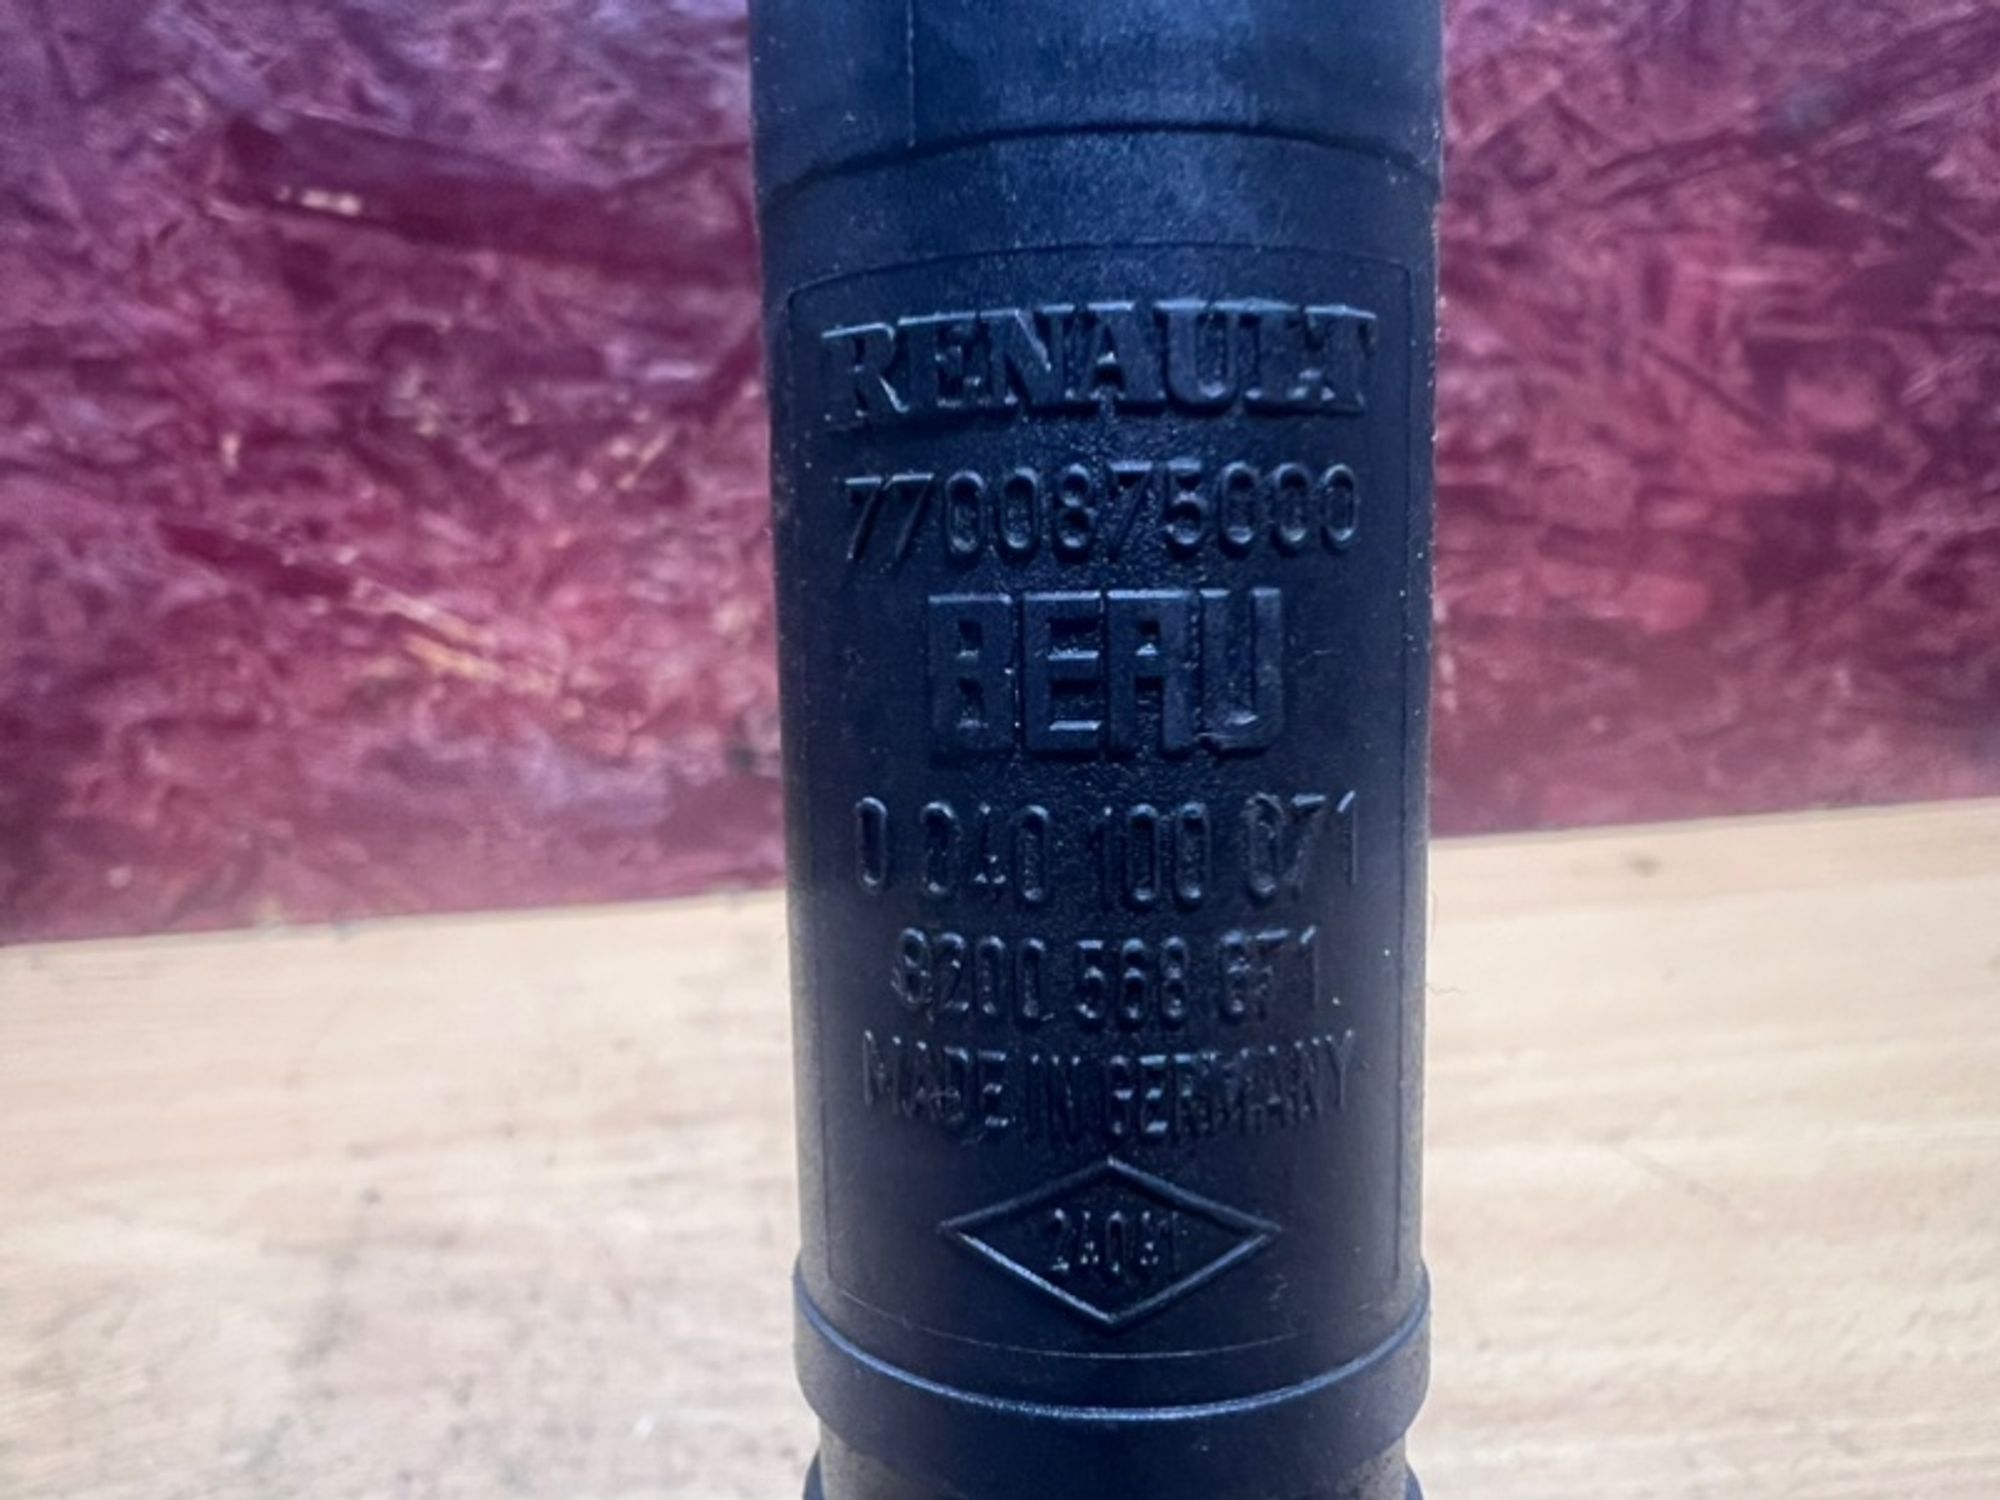 RENAULT
7700875000
BERU
0 040 100 071
8200 568 671
MADE IN GERMANY